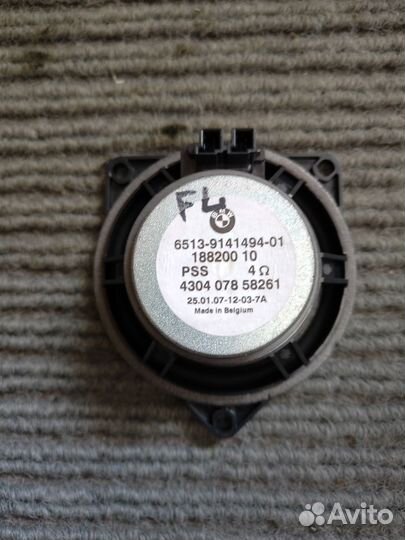 F4
BMW
6513-9141494-01
188200 10
PSS 4 Ω
4304 078 58261
25.01.07-12-03-7A
Made in Belgium
Avito